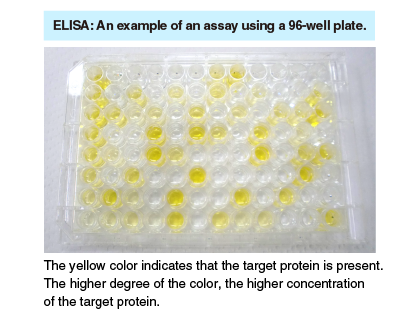 ELISA: An example of an assay using a 96-well plate.
The yellow color indicates that the target protein is present.
The higher degree of the color, the higher concentration
of the target protein.